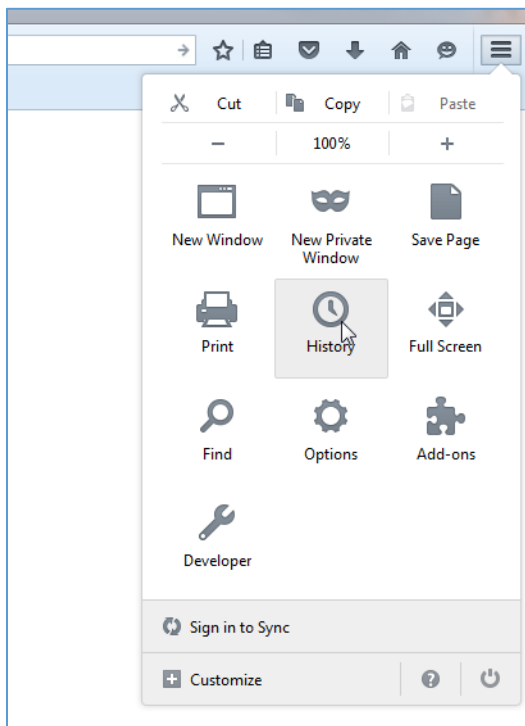 Cut Copy Paste
− 100% +
New Window New Private Window Save Page
Print History Full Screen
Find Options Add-ons
Developer
Sign in to Sync
Customize